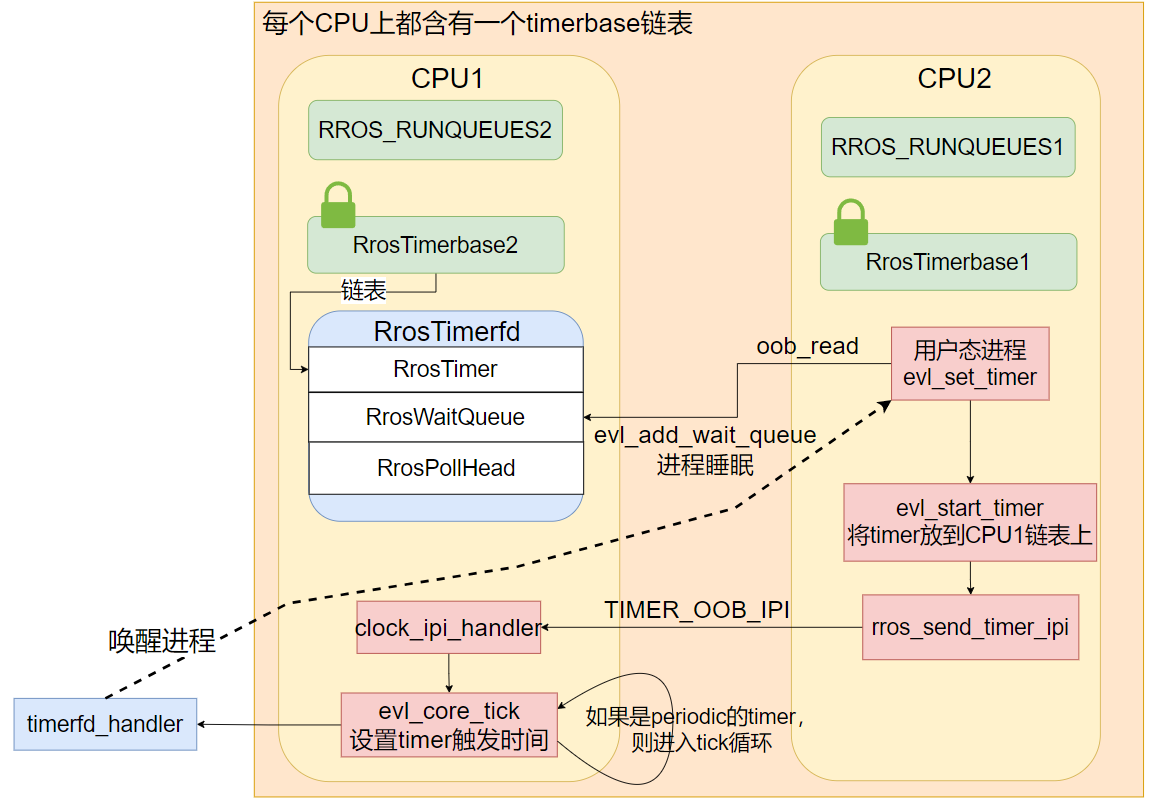 每个CPU上都含有一个timerbase链表
CPU1
RROS_RUNQUEUES2
RrosTimerbase2
链表
RrosTimerfd
RrosTimer
RrosWaitQueue
RrosPollHead
CPU2
RROS_RUNQUEUES1
RrosTimerbase1
用户态进程
evl_set_timer
oob_read
evl_add_wait_queue
进程睡眠
evl_start_timer
将timer放到CPU1链表上
rros_send_timer_ipi
TIMER_OOB_IPI
clock_ipi_handler
evl_core_tick
设置timer触发时间
如果是periodic的timer，
则进入tick循环
唤醒进程
timerfd_handler